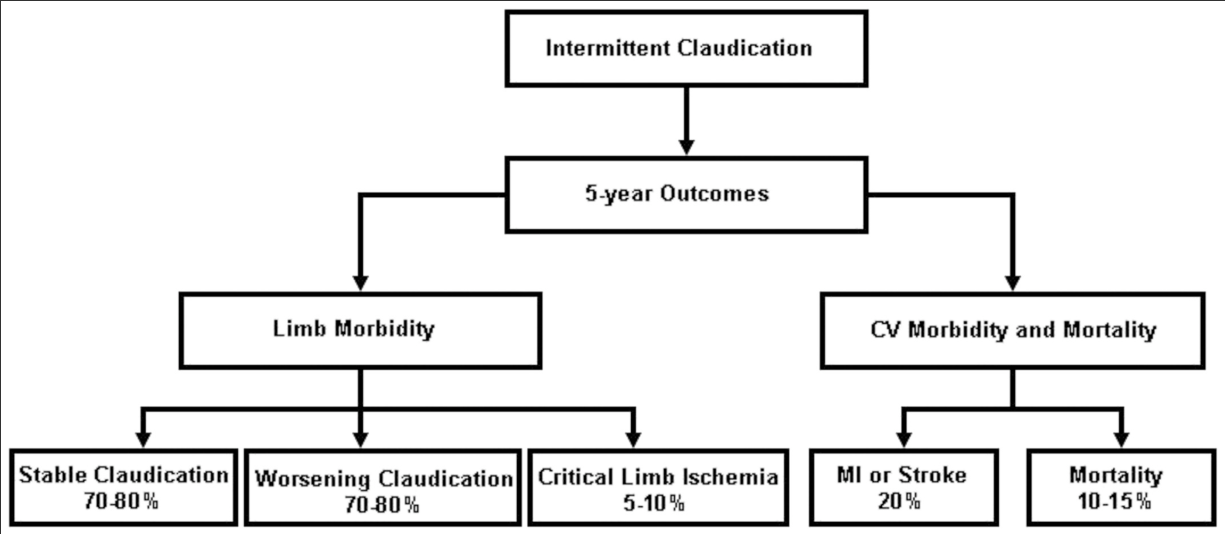 Intermittent Claudication
5-year Outcomes
Limb Morbidity
CV Morbidity and Mortality
Stable Claudication
70-80%
Worsening Claudication
70-80%
Critical Limb Ischemia
5-10%
MI or Stroke
20%
Mortality
10-15%